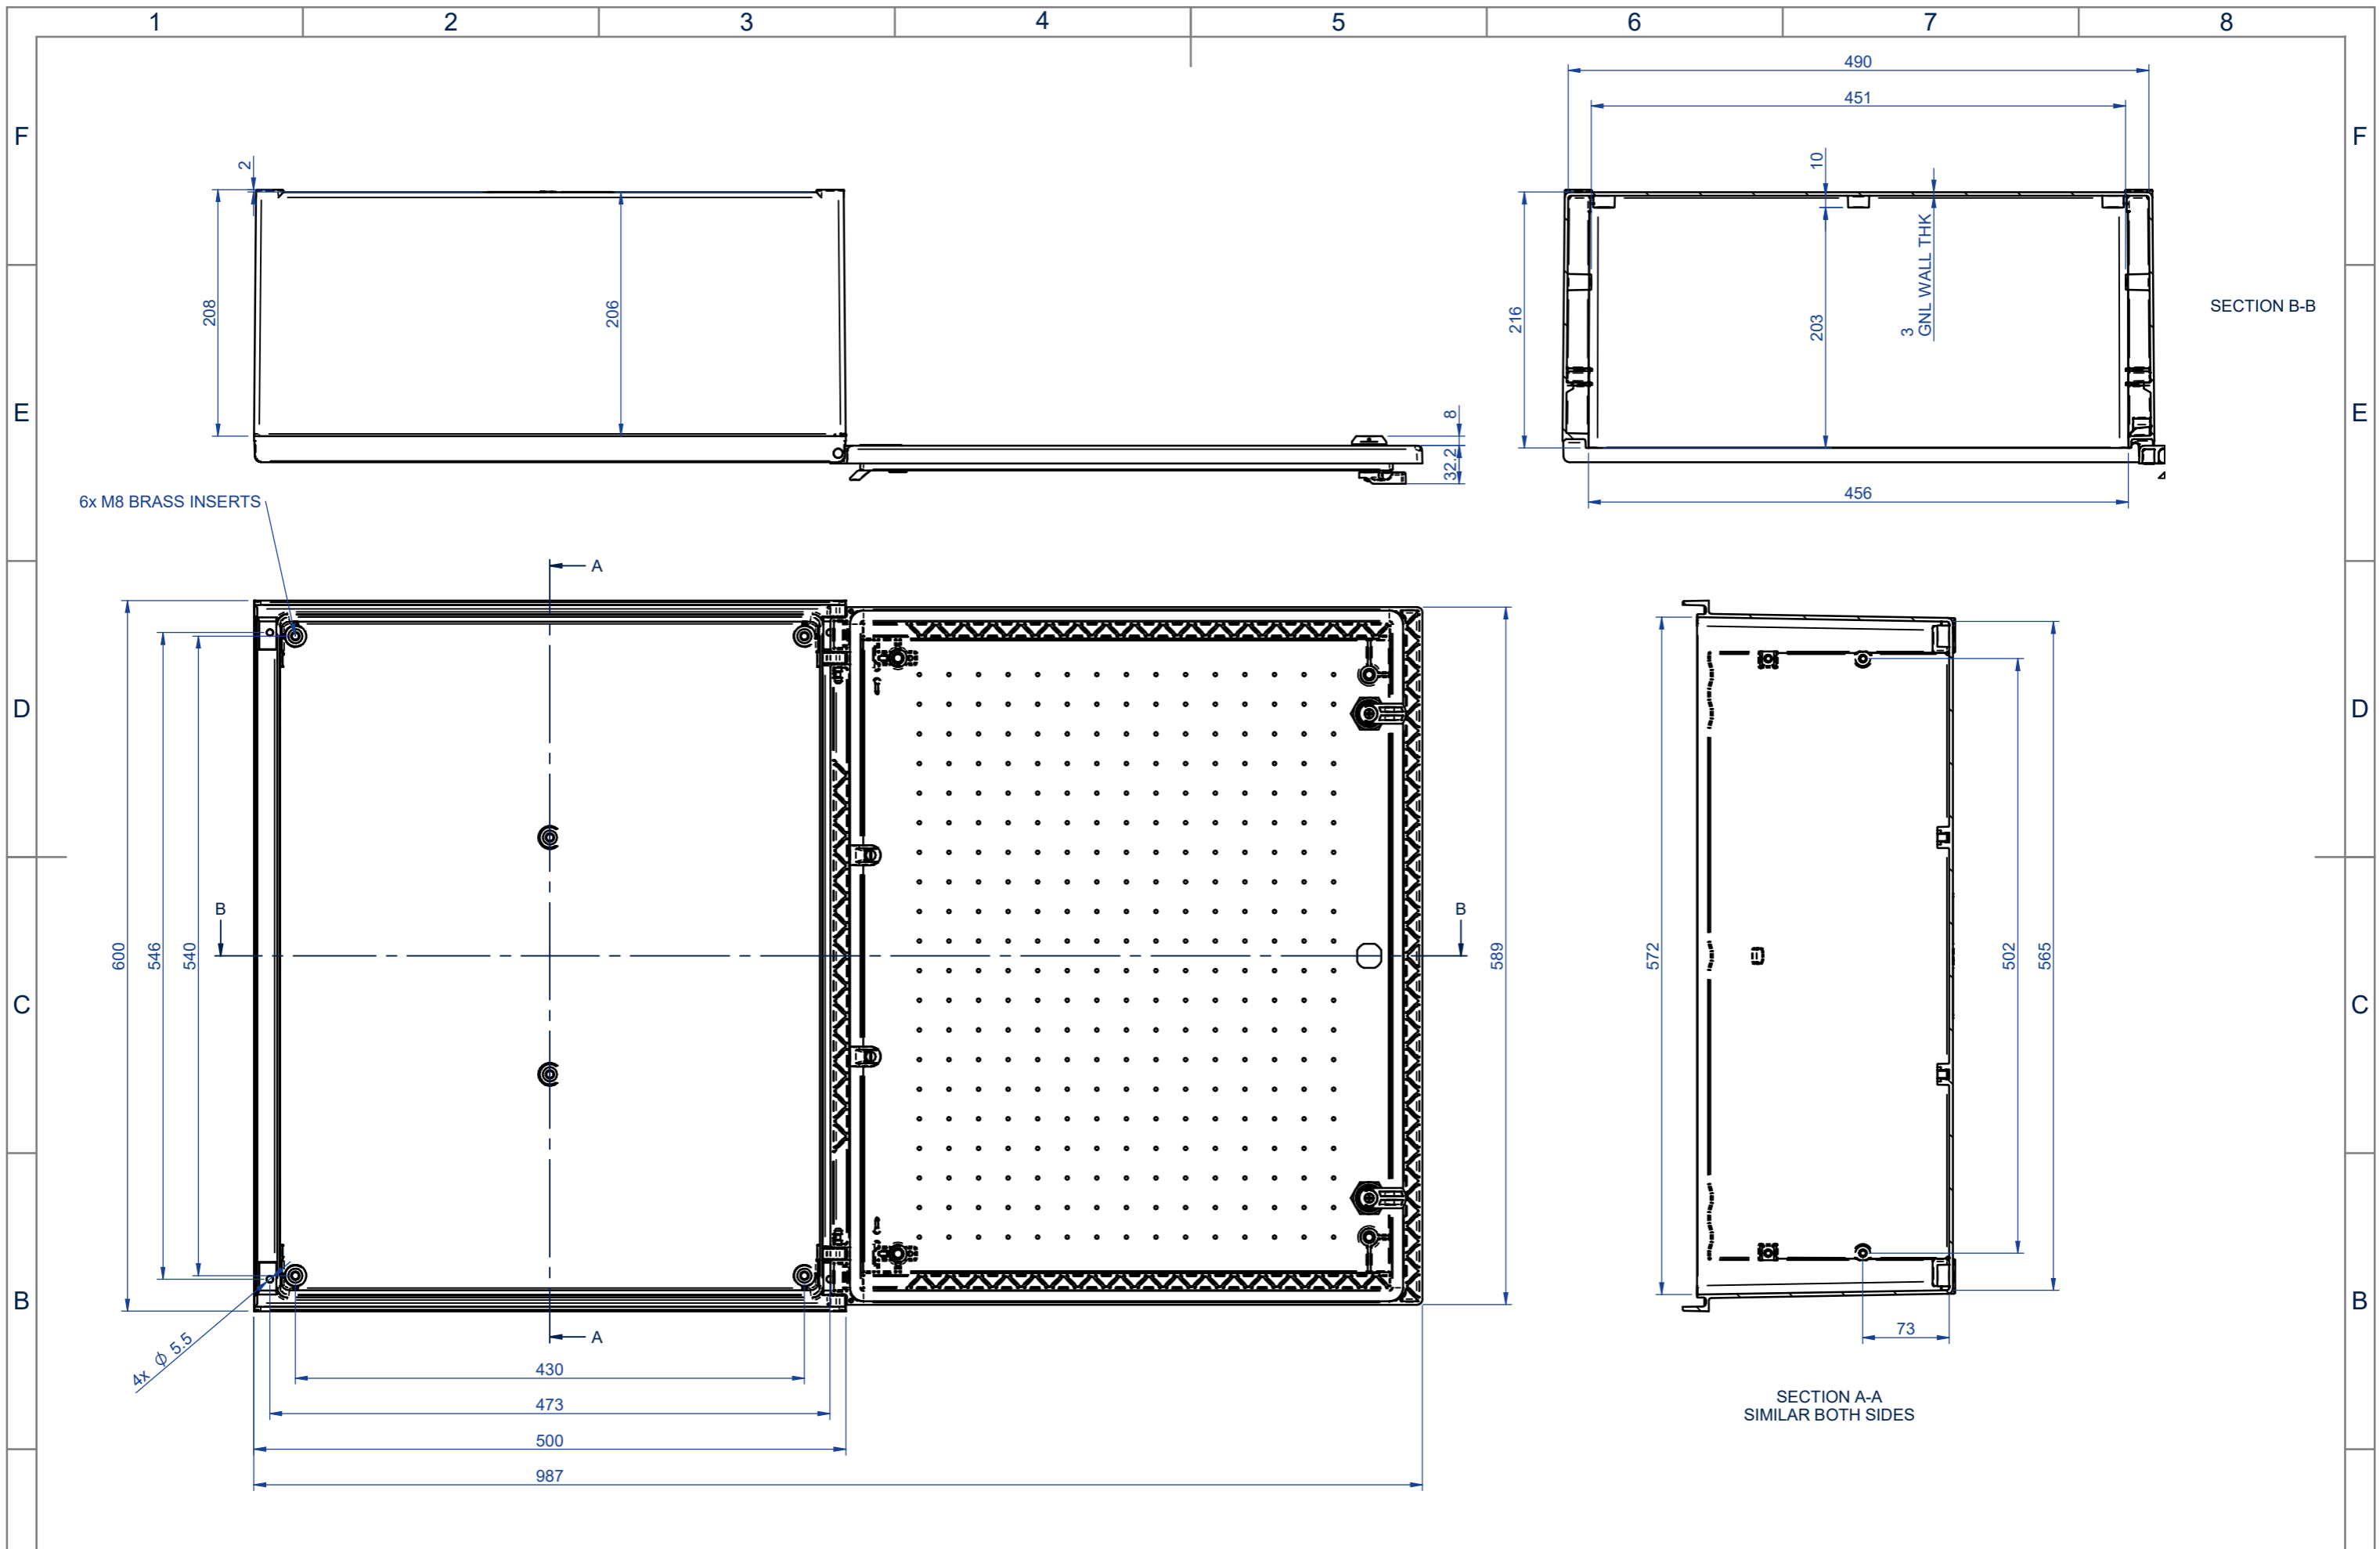 1 2 3 4 5 6 7 8
F F
E E
D D
C C
B B
2
208
206
8
32.2
490
451
10
216
203
3
GNL WALL THK
456
SECTION B-B
6x M8 BRASS INSERTS
A
A
B B
600
546
540
589
4x Ø 5.5
430
473
500
987
572
502
565
73
SECTION A-A
SIMILAR BOTH SIDES